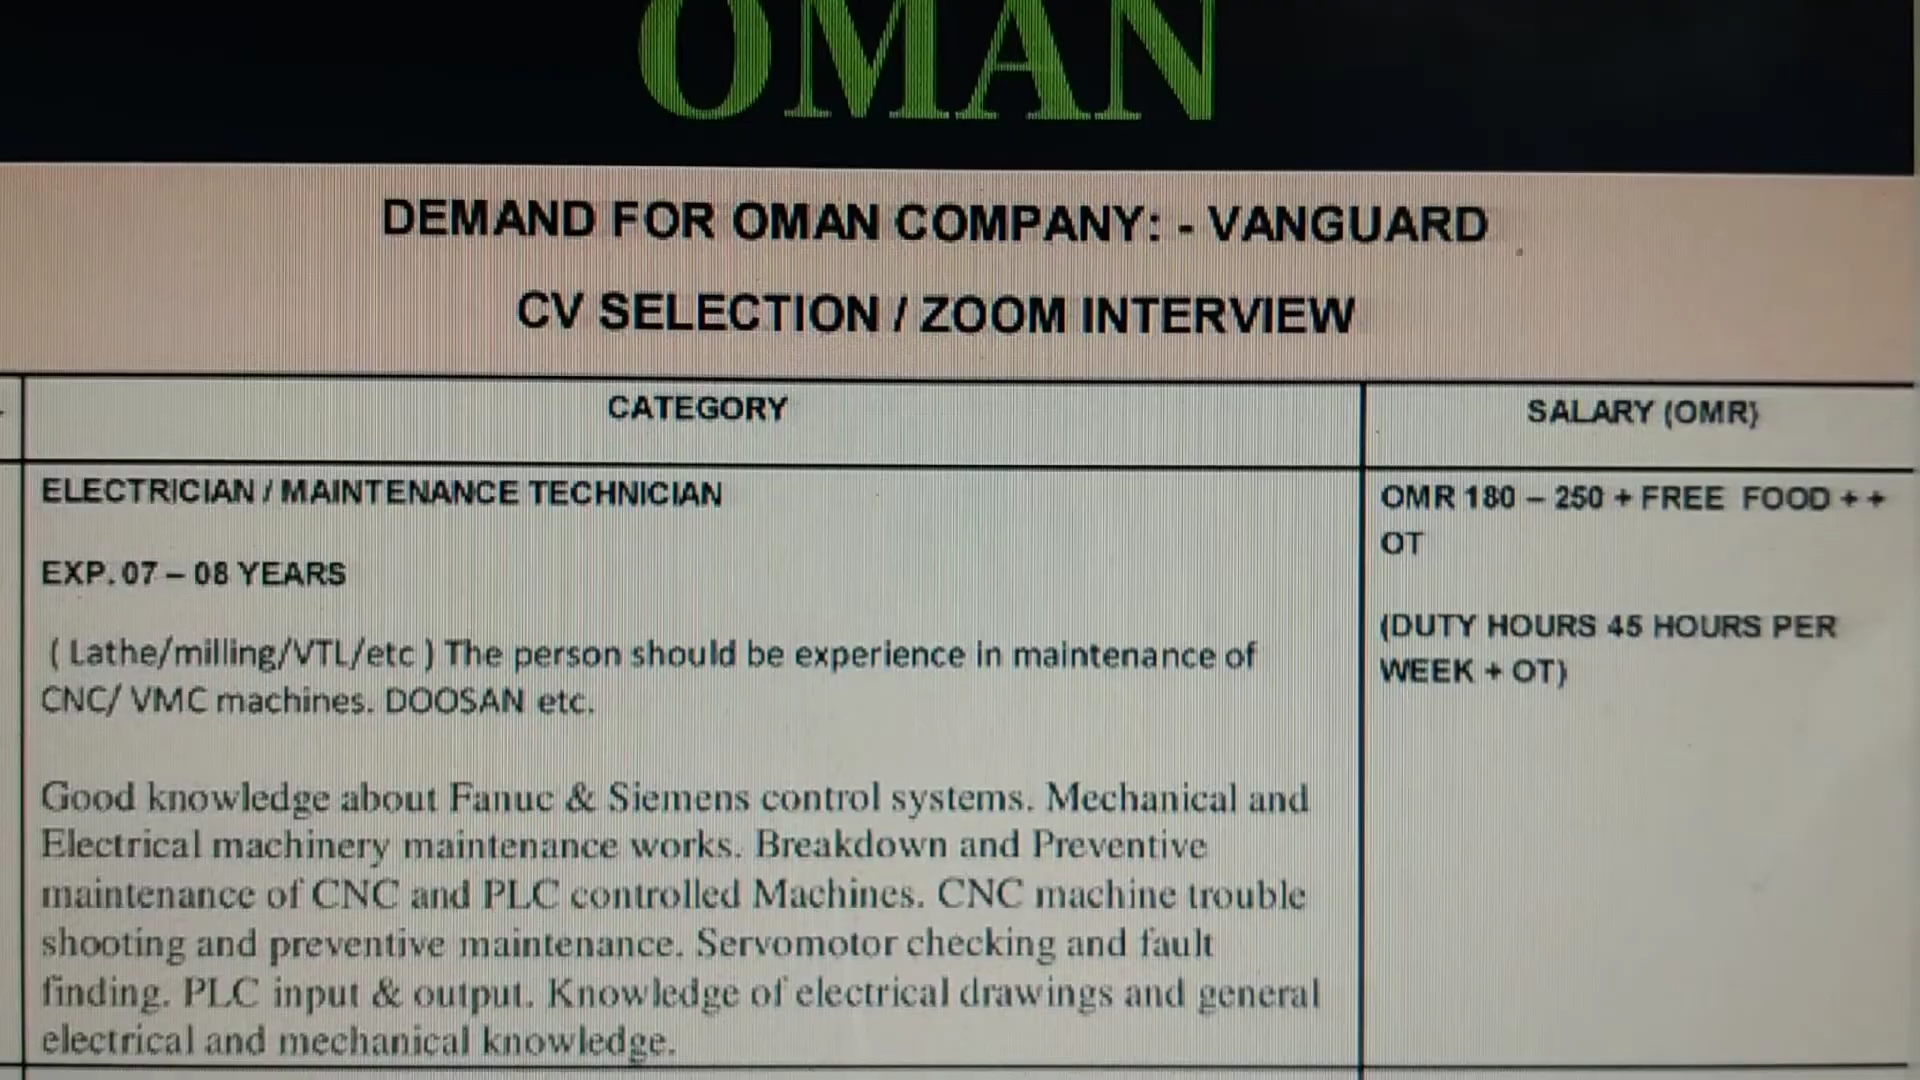 OMAN
DEMAND FOR OMAN COMPANY: - VANGUARD
CV SELECTION / ZOOM INTERVIEW
CATEGORY
SALARY (OMR)
ELECTRICIAN / MAINTENANCE TECHNICIAN
EXP. 07 – 08 YEARS
( Lathe/milling/VTL/etc ) The person should be experience in maintenance of
CNC/ VMC machines. DOOSAN etc.
Good knowledge about Fanuc & Siemens control systems. Mechanical and
Electrical machinery maintenance works. Breakdown and Preventive
maintenance of CNC and PLC controlled Machines. CNC machine trouble
shooting and preventive maintenance. Servomotor checking and fault
finding. PLC input & output. Knowledge of electrical drawings and general
electrical and mechanical knowledge.
OMR 180 – 250 + FREE FOOD + +
OT
(DUTY HOURS 45 HOURS PER
WEEK + OT)